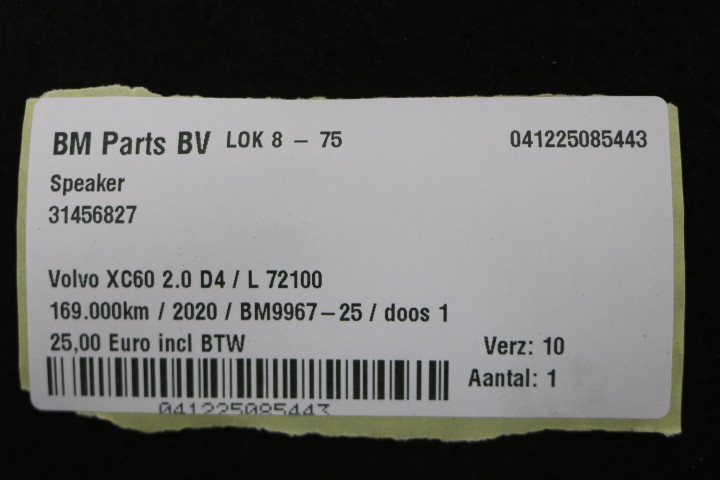 BM Parts BV LOK 8 – 75 041225085443
Speaker
31456827
Volvo XC60 2.0 D4 / L 72100
169.000km / 2020 / BM9967–25 / doos 1
25,00 Euro incl BTW Verz: 10
Aantal: 1
041225085443